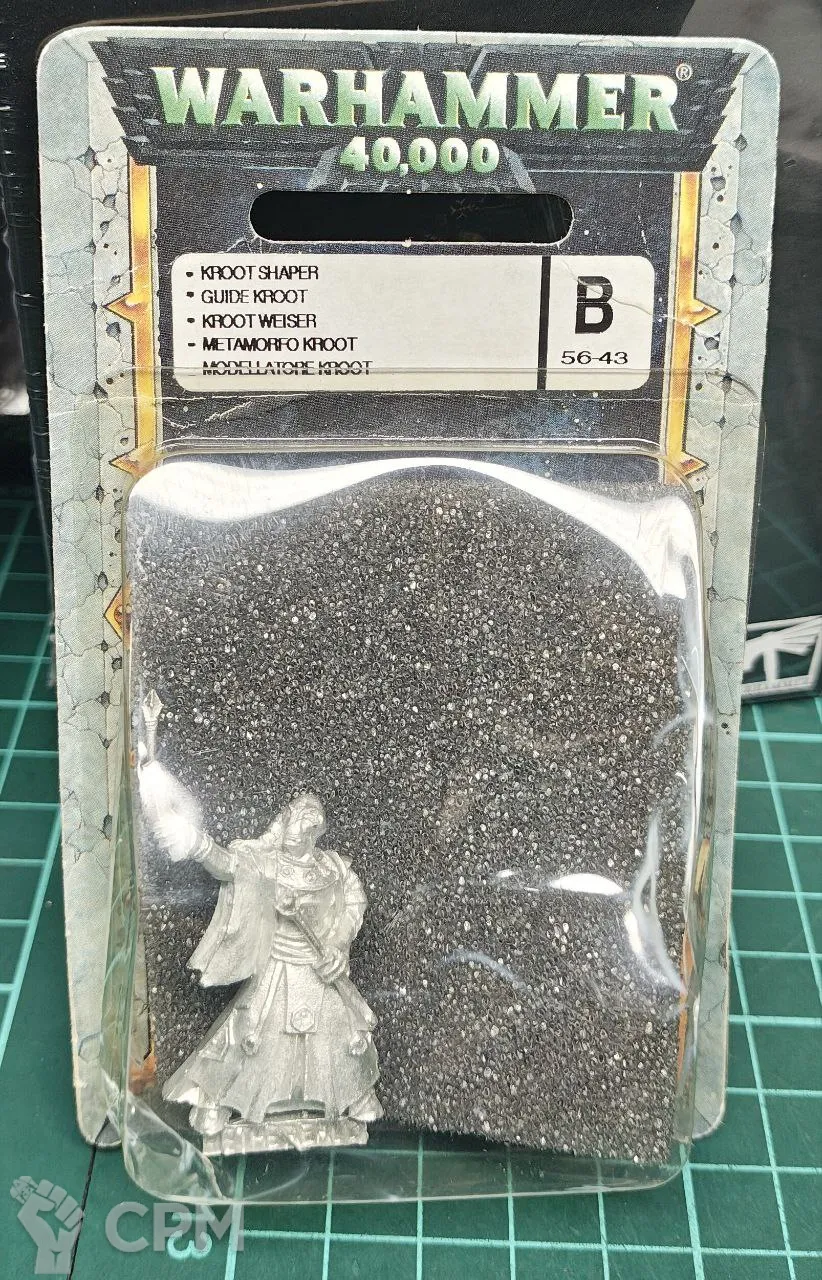 WARHAMMER®
40,000
• KROOT SHAPER
• GUIDE KROOT
• KROOT WEISER
• METAMORFO KROOT
MODELLATORE KROOT
B
56-43
CPM